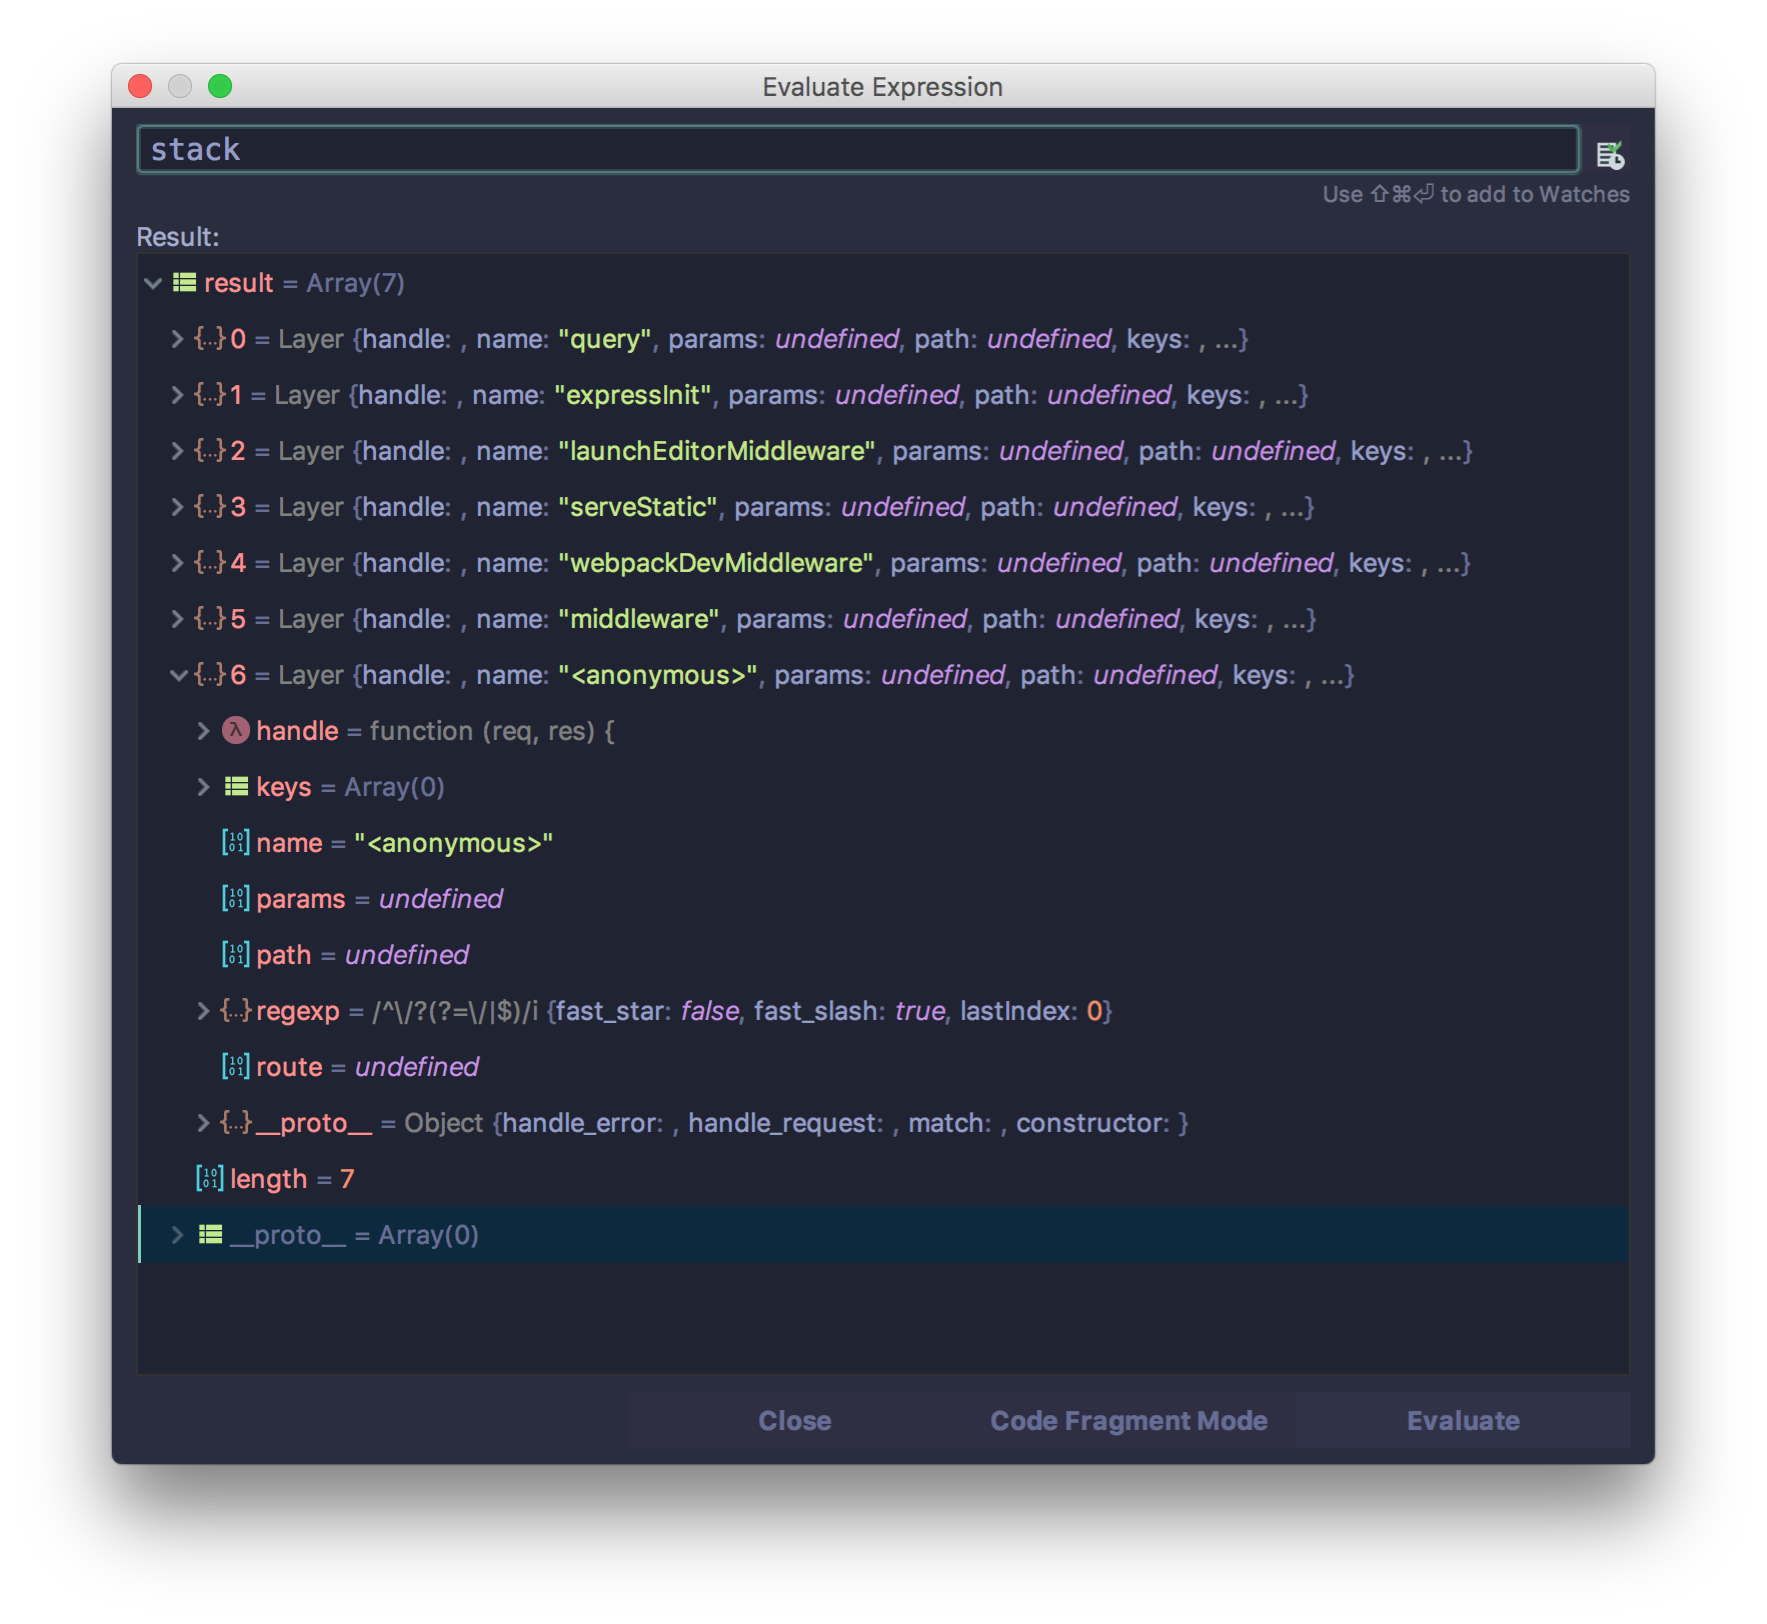 Evaluate Expression
stack
Use ⇧⌘⏎ to add to Watches
Result:
result = Array(7)
{...} 0 = Layer {handle: , name: "query", params: undefined, path: undefined, keys: , ...}
{...} 1 = Layer {handle: , name: "expressInit", params: undefined, path: undefined, keys: , ...}
{...} 2 = Layer {handle: , name: "launchEditorMiddleware", params: undefined, path: undefined, keys: , ...}
{...} 3 = Layer {handle: , name: "serveStatic", params: undefined, path: undefined, keys: , ...}
{...} 4 = Layer {handle: , name: "webpackDevMiddleware", params: undefined, path: undefined, keys: , ...}
{...} 5 = Layer {handle: , name: "middleware", params: undefined, path: undefined, keys: , ...}
{...} 6 = Layer {handle: , name: "<anonymous>", params: undefined, path: undefined, keys: , ...}
λ handle = function (req, res) {
keys = Array(0)
name = "<anonymous>"
params = undefined
path = undefined
{...} regexp = /^\/?(?=\/|$)/i {fast_star: false, fast_slash: true, lastIndex: 0}
route = undefined
{...} __proto__ = Object {handle_error: , handle_request: , match: , constructor: }
length = 7
__proto__ = Array(0)
Close
Code Fragment Mode
Evaluate